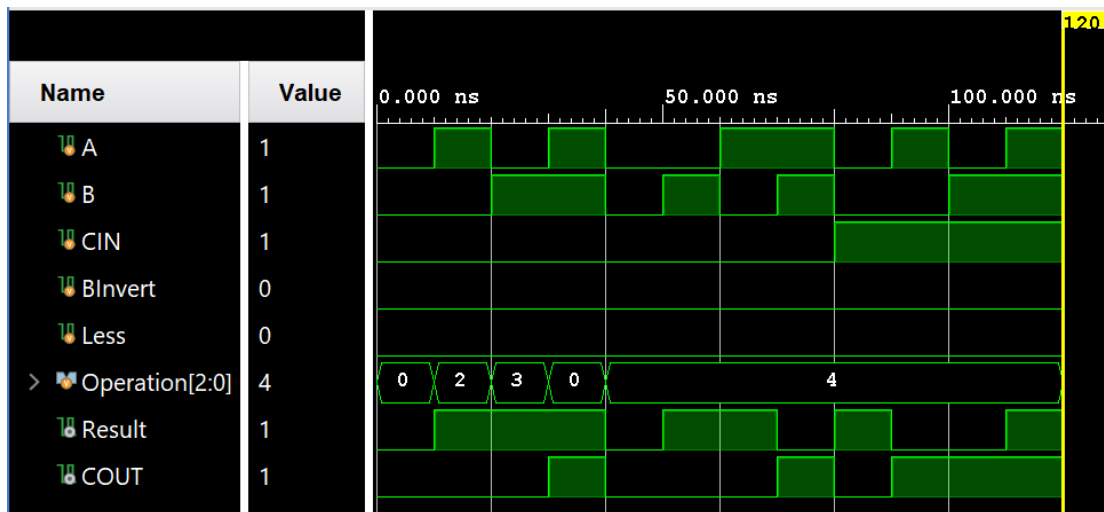 120
Name Value 0.000 ns 50.000 ns 100.000 ns
A 1
B 1
CIN 1
BInvert 0
Less 0
Operation[2:0] 4 0 2 3 0 4
Result 1
COUT 1